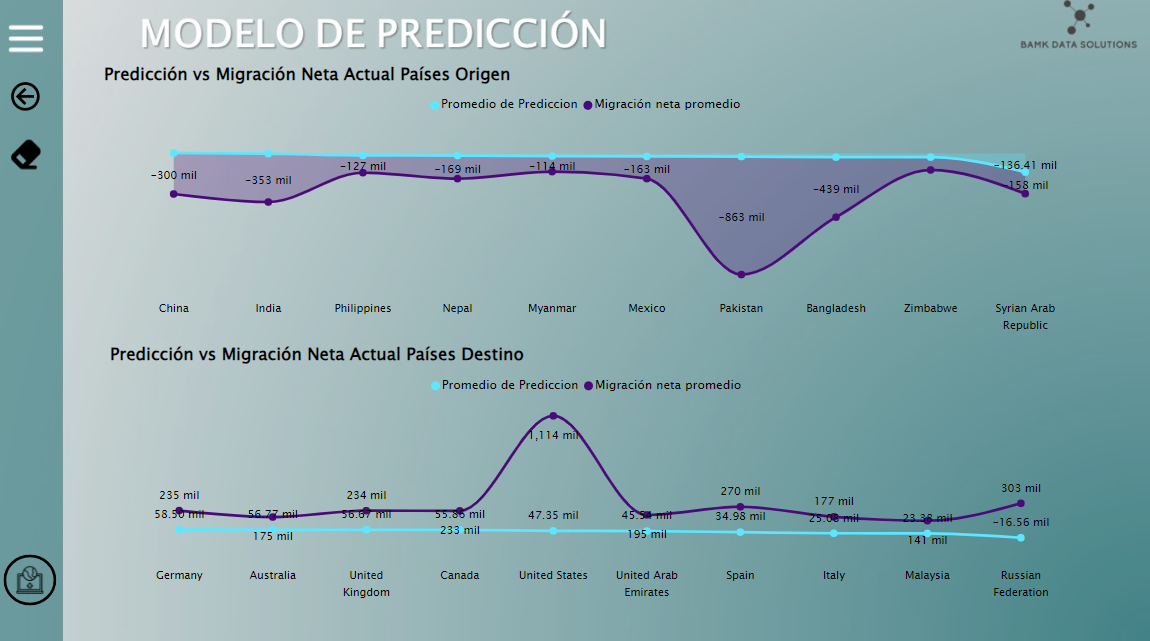 MODELO DE PREDICCIÓN
BAMK DATA SOLUTIONS
Predicción vs Migración Neta Actual Países Origen
Promedio de Prediccion Migración neta promedio
-300 mil -353 mil -127 mil -169 mil -114 mil -163 mil -863 mil -439 mil -136.41 mil
-158 mil
China India Philippines Nepal Myanmar Mexico Pakistan Bangladesh Zimbabwe Syrian Arab
Republic
Predicción vs Migración Neta Actual Países Destino
Promedio de Prediccion Migración neta promedio
1,114 mil
235 mil 234 mil 270 mil 177 mil 303 mil
58.50 mil 56.77 mil 56.67 mil 55.86 mil 47.35 mil 45.54 mil 34.98 mil 25.08 mil 23.38 mil -16.56 mil
175 mil 233 mil 195 mil 141 mil
Germany Australia United Canada United States United Arab Spain Italy Malaysia Russian
Kingdom Emirates Federation